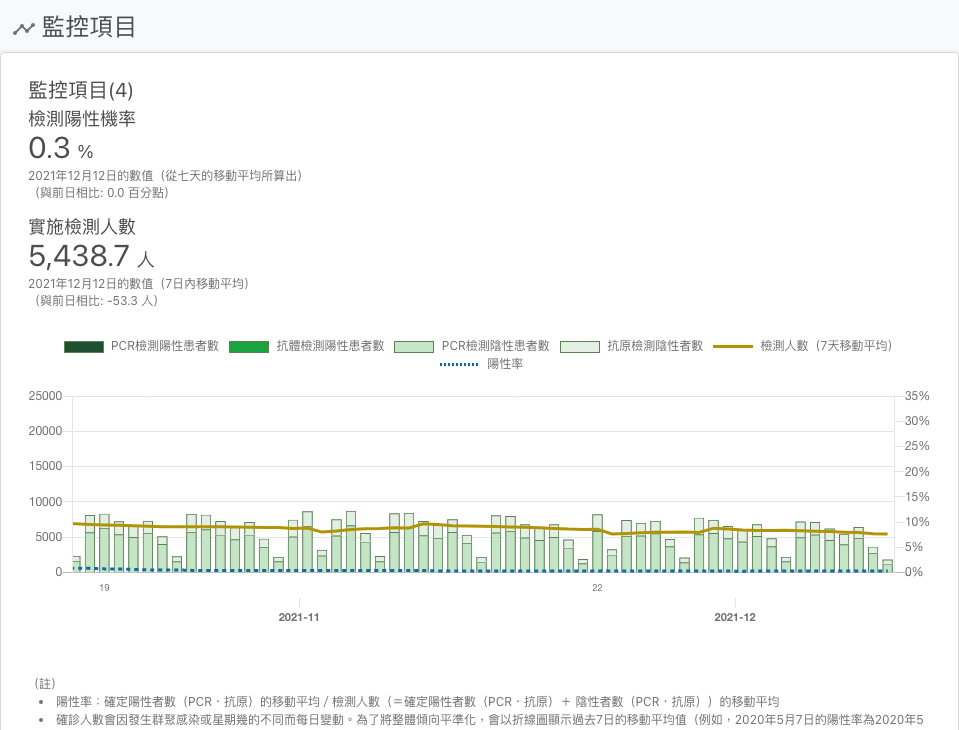 監控項目
監控項目(4)
檢測陽性機率
0.3 %
2021年12月12日的數值（從七天的移動平均所算出）
（與前日相比: 0.0 百分點）
實施檢測人數
5,438.7 人
2021年12月12日的數值（7日內移動平均）
（與前日相比: -53.3 人）
PCR檢測陽性患者數 抗體檢測陽性患者數 PCR檢測陰性患者數 抗原檢測陰性者數 檢測人數（7天移動平均）
陽性率
25000 35%
30%
20000
25%
15000
20%
15%
10000
10%
5000
5%
0 0%
19 22
2021-11 2021-12
（註）
• 陽性率：確定陽性者數（PCR・抗原）的移動平均 / 檢測人數（＝確定陽性者數（PCR・抗原）＋ 陰性者數（PCR・抗原））的移動平均
• 確診人數會因發生群聚感染或星期幾的不同而每日變動。為了將整體傾向平準化，會以折線圖顯示過去7日的移動平均值（例如，2020年5月7日的陽性率為2020年5